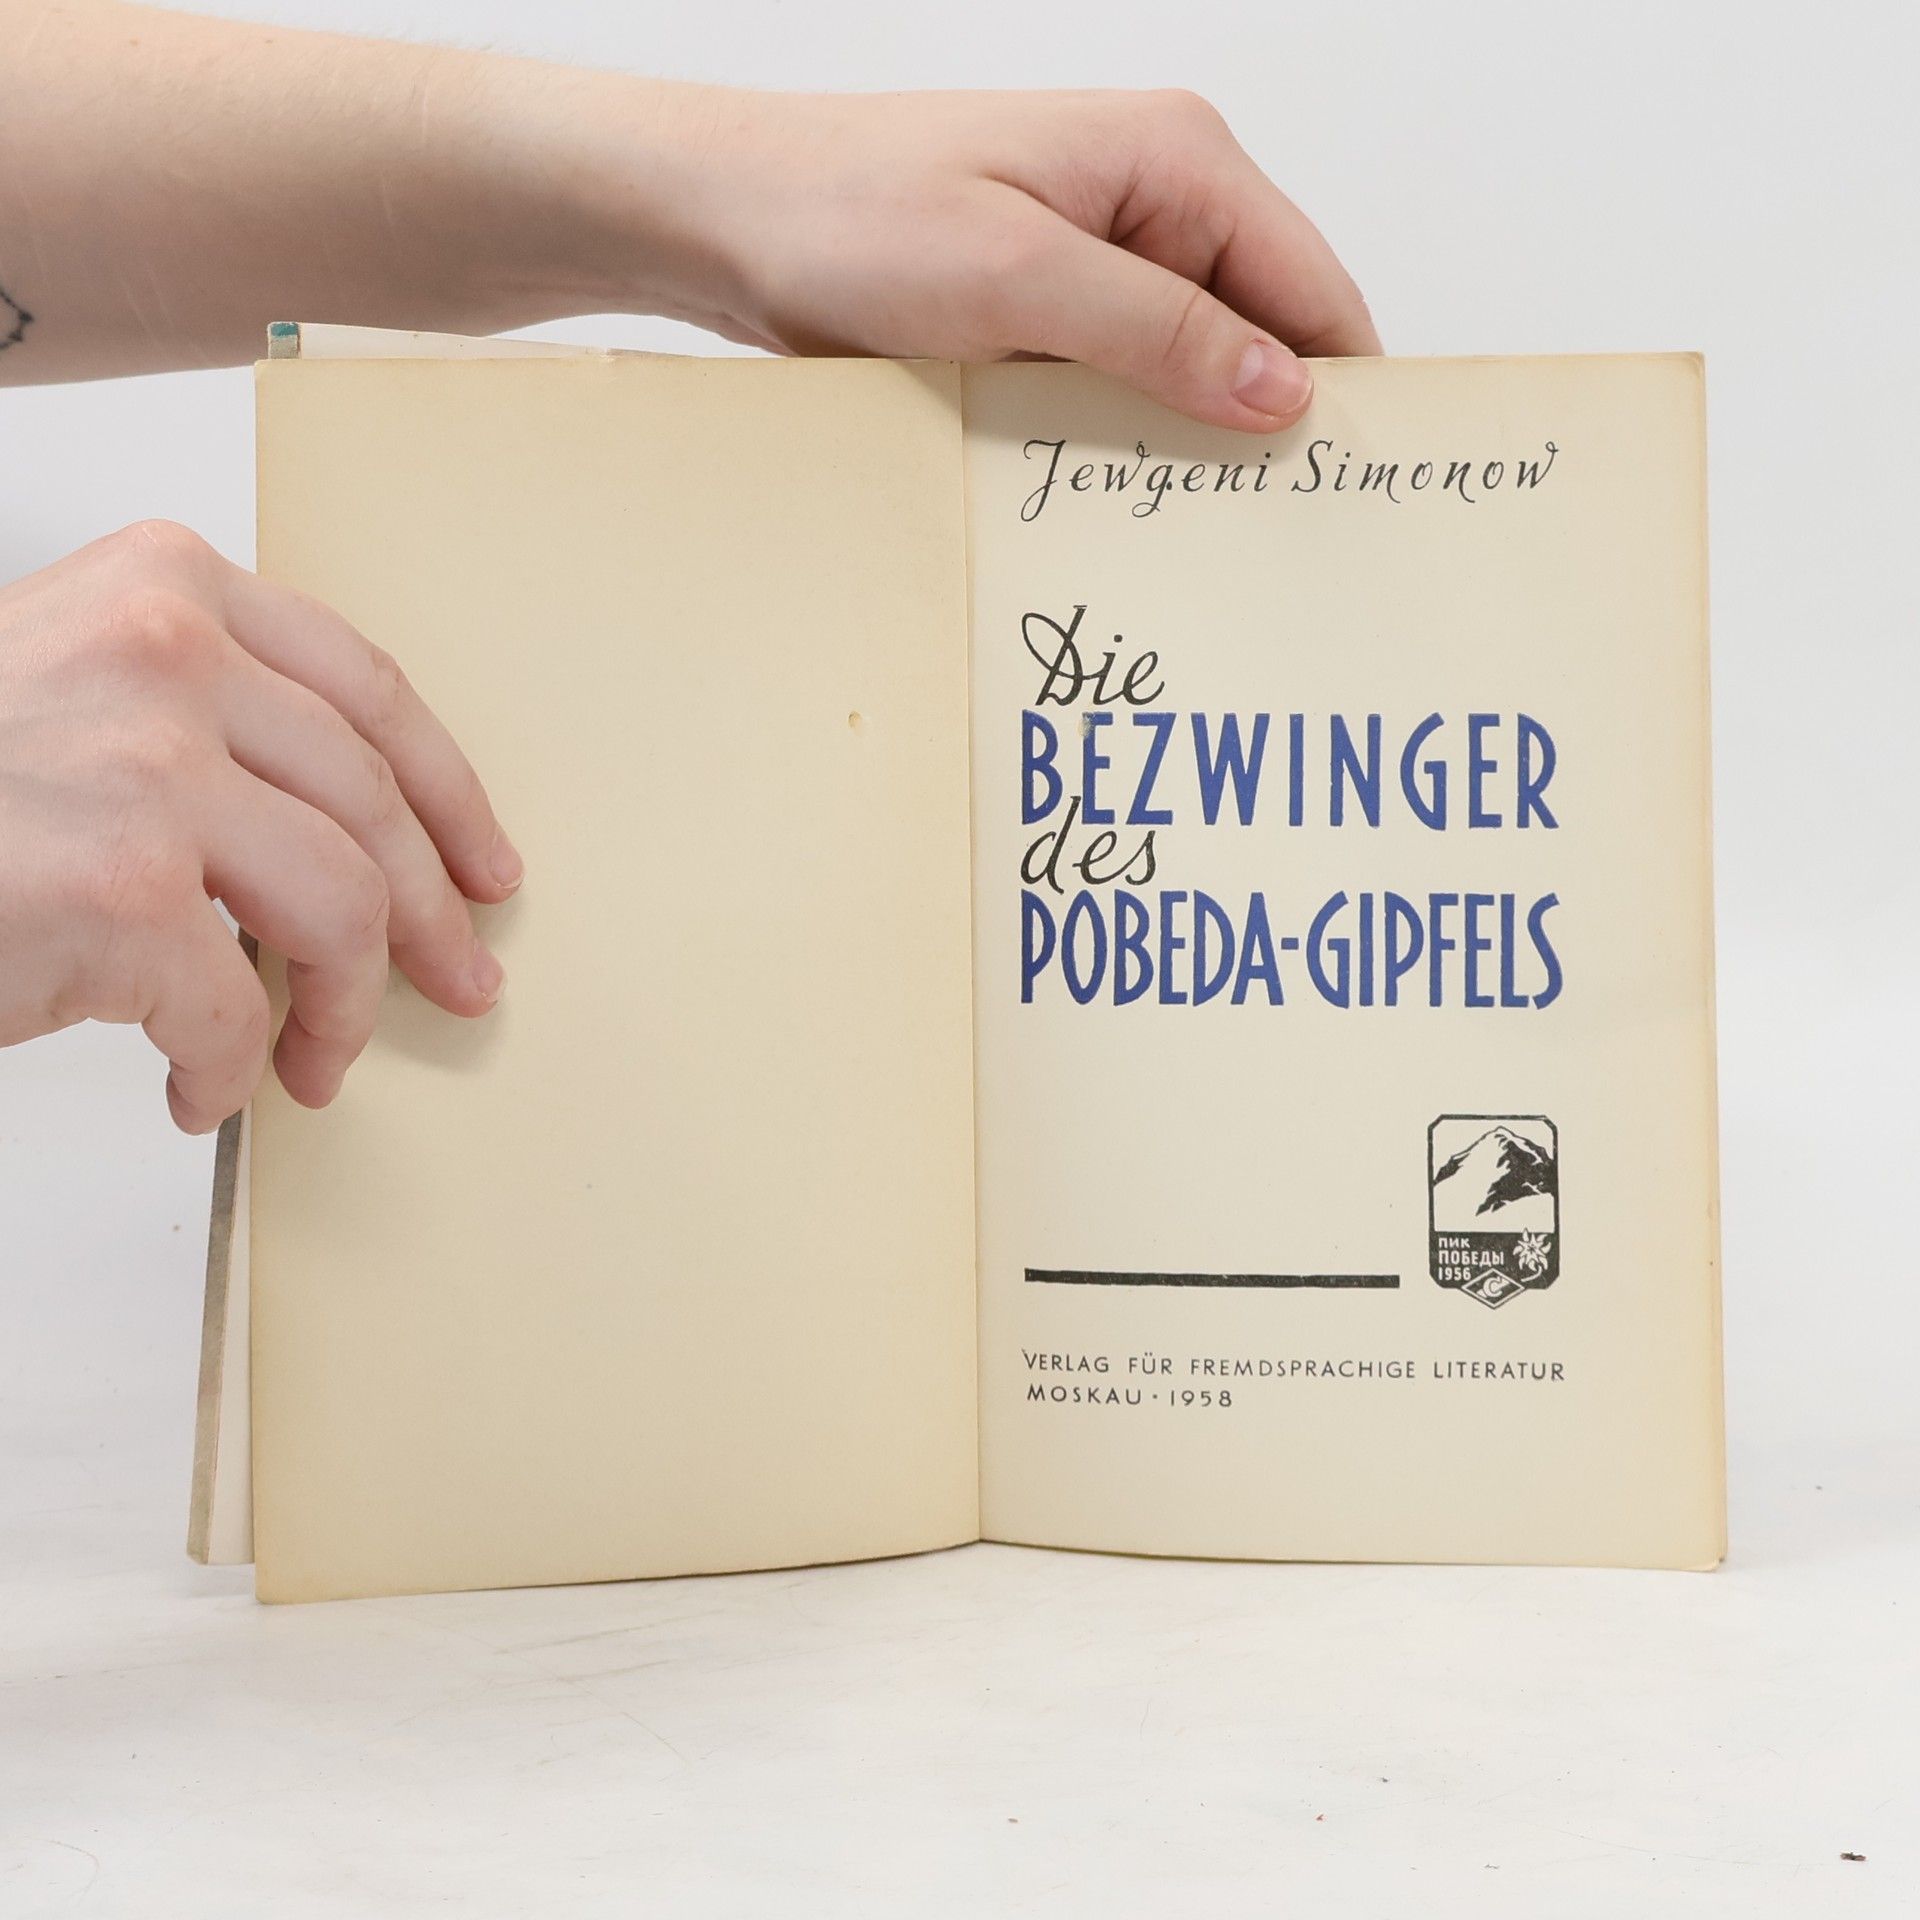 Jewgeni Simonow
Die
BEZWINGER
des
POBEDA-GIPFELS
ПИК
ПОБЕДЫ
1956
С
VERLAG FÜR FREMDSPRACHIGE LITERATUR
MOSKAU · 1958